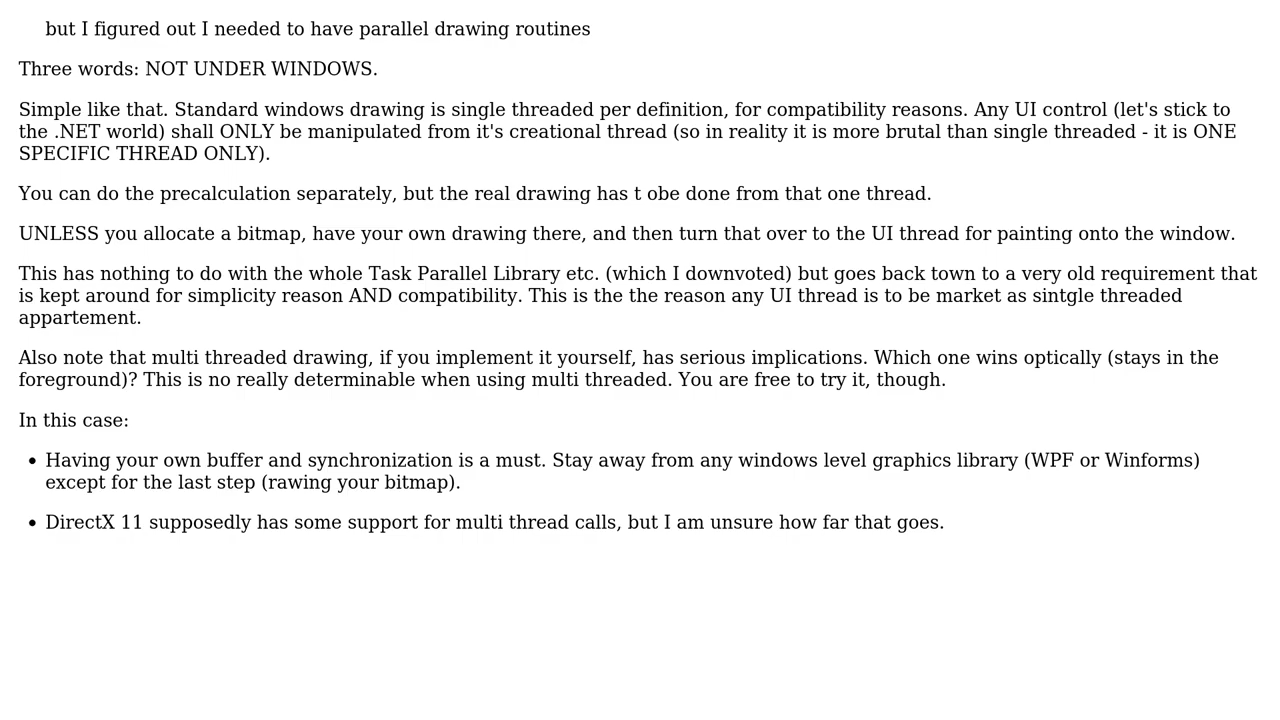 but I figured out I needed to have parallel drawing routines
Three words: NOT UNDER WINDOWS.
Simple like that. Standard windows drawing is single threaded per definition, for compatibility reasons. Any UI control (let's stick to
the .NET world) shall ONLY be manipulated from it's creational thread (so in reality it is more brutal than single threaded - it is ONE
SPECIFIC THREAD ONLY).
You can do the precalculation separately, but the real drawing has t obe done from that one thread.
UNLESS you allocate a bitmap, have your own drawing there, and then turn that over to the UI thread for painting onto the window.
This has nothing to do with the whole Task Parallel Library etc. (which I downvoted) but goes back town to a very old requirement that
is kept around for simplicity reason AND compatibility. This is the the reason any UI thread is to be market as sintgle threaded
appartement.
Also note that multi threaded drawing, if you implement it yourself, has serious implications. Which one wins optically (stays in the
foreground)? This is no really determinable when using multi threaded. You are free to try it, though.
In this case:
• Having your own buffer and synchronization is a must. Stay away from any windows level graphics library (WPF or Winforms)
except for the last step (rawing your bitmap).
• DirectX 11 supposedly has some support for multi thread calls, but I am unsure how far that goes.